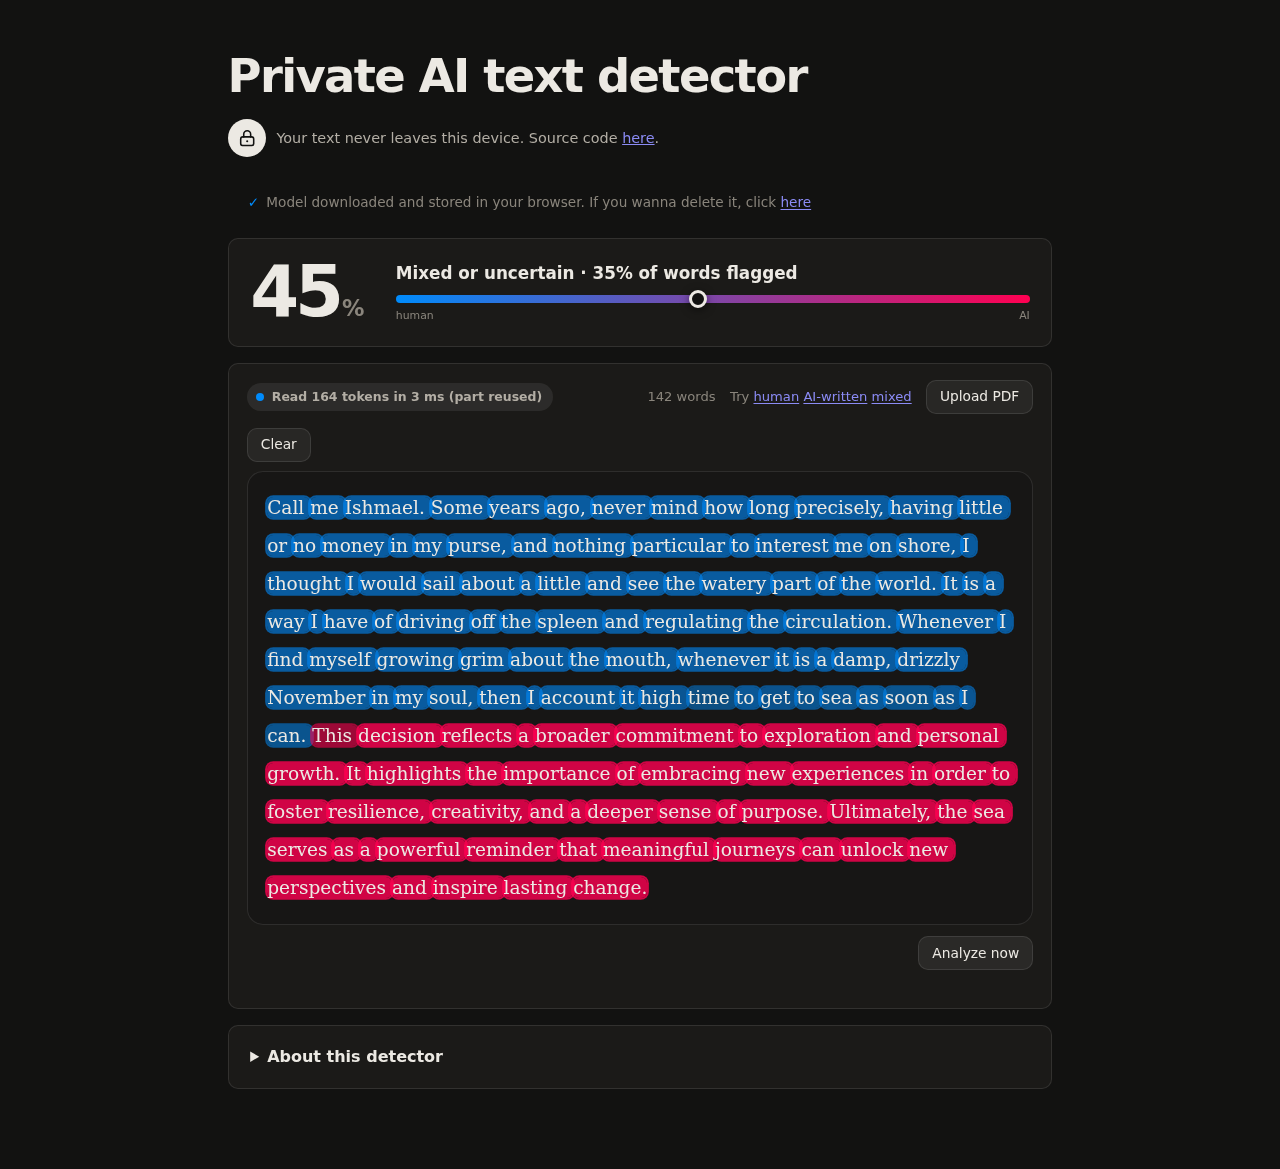 Private AI text detector
Your text never leaves this device. Source code here.
✓ Model downloaded and stored in your browser. If you wanna delete it, click here
45%
Mixed or uncertain · 35% of words flagged
human
AI
Read 164 tokens in 3 ms (part reused)
142 words
Try human AI-written mixed
Upload PDF
Clear
Call me Ishmael. Some years ago, never mind how long precisely, having little
or no money in my purse, and nothing particular to interest me on shore, I
thought I would sail about a little and see the watery part of the world. It is a
way I have of driving off the spleen and regulating the circulation. Whenever I
find myself growing grim about the mouth, whenever it is a damp, drizzly
November in my soul, then I account it high time to get to sea as soon as I
can. This decision reflects a broader commitment to exploration and personal
growth. It highlights the importance of embracing new experiences in order to
foster resilience, creativity, and a deeper sense of purpose. Ultimately, the sea
serves as a powerful reminder that meaningful journeys can unlock new
perspectives and inspire lasting change.
Analyze now
About this detector